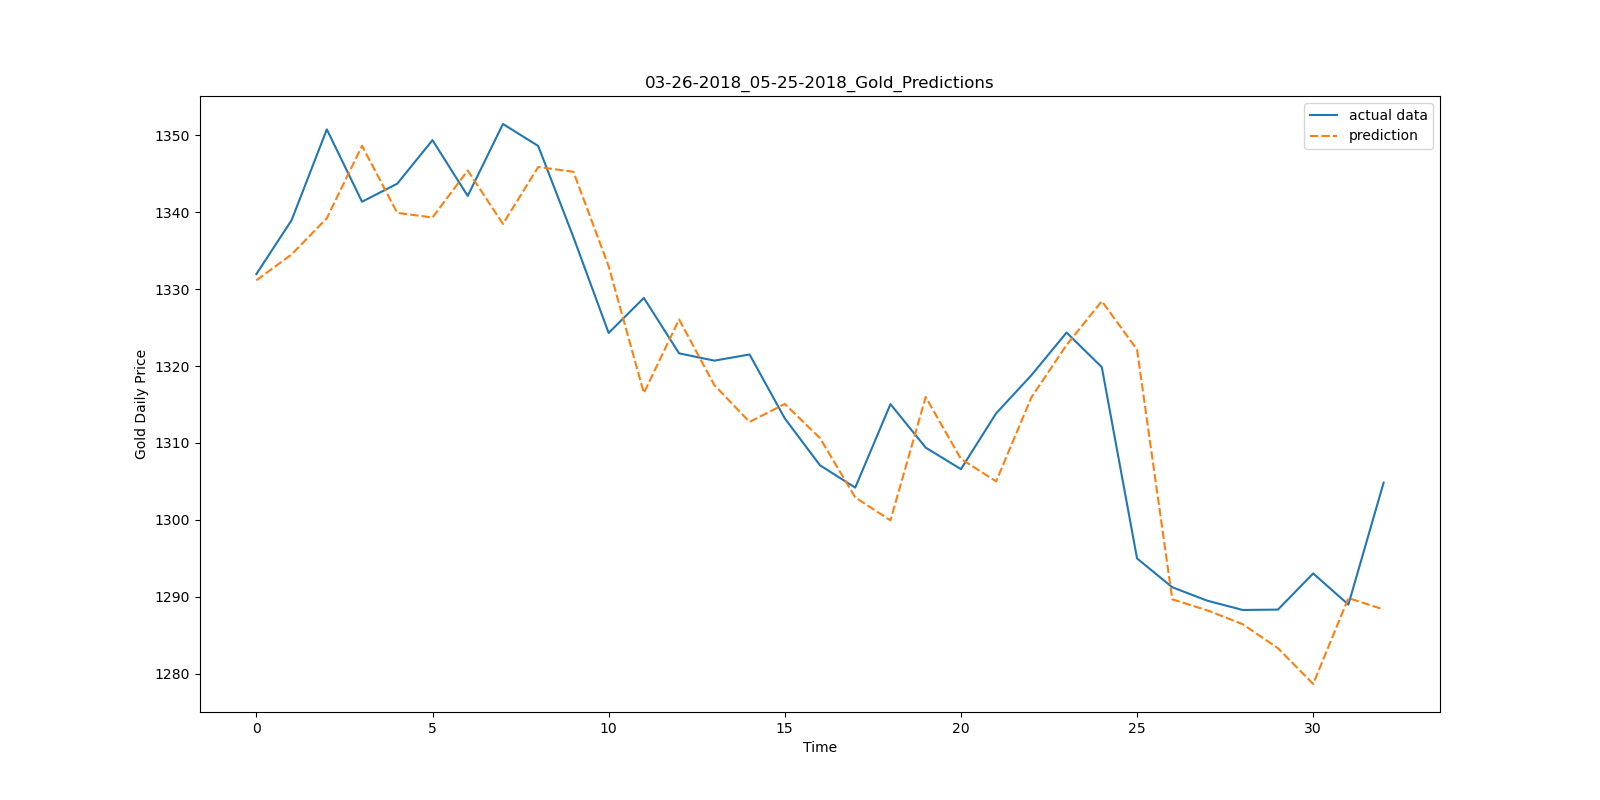 03-26-2018_05-25-2018_Gold_Predictions
actual data
prediction
Gold Daily Price
1350
1340
1330
1320
1310
1300
1290
1280
0 5 10 15 20 25 30
Time